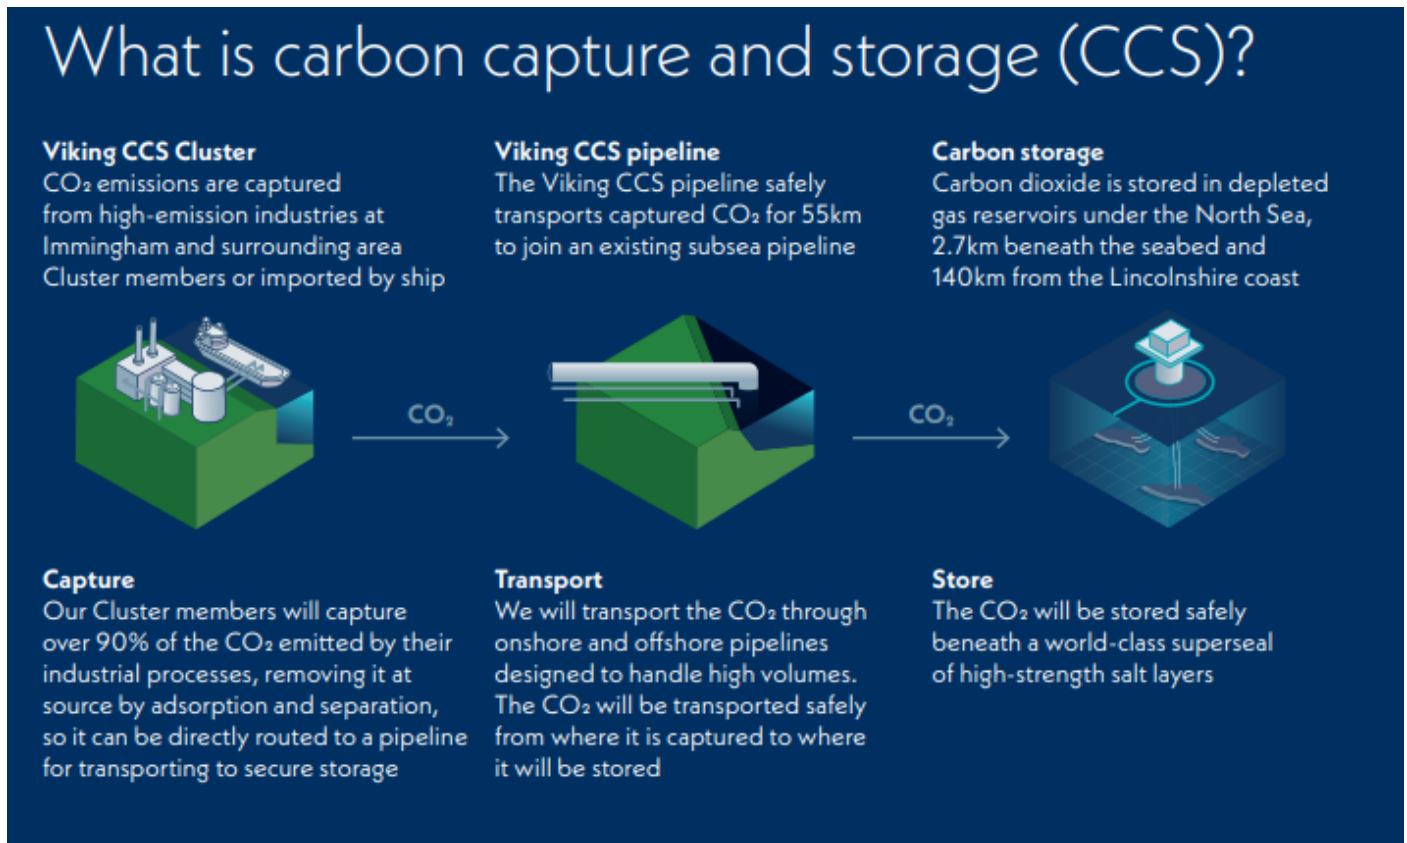 What is carbon capture and storage (CCS)?
Viking CCS Cluster
CO₂ emissions are captured
from high-emission industries at
Immingham and surrounding area
Cluster members or imported by ship
Viking CCS pipeline
The Viking CCS pipeline safely
transports captured CO₂ for 55km
to join an existing subsea pipeline
Carbon storage
Carbon dioxide is stored in depleted
gas reservoirs under the North Sea,
2.7km beneath the seabed and
140km from the Lincolnshire coast
CO₂
CO₂
Capture
Our Cluster members will capture
over 90% of the CO₂ emitted by their
industrial processes, removing it at
source by adsorption and separation,
so it can be directly routed to a pipeline
for transporting to secure storage
Transport
We will transport the CO₂ through
onshore and offshore pipelines
designed to handle high volumes.
The CO₂ will be transported safely
from where it is captured to where
it will be stored
Store
The CO₂ will be stored safely
beneath a world-class superseal
of high-strength salt layers